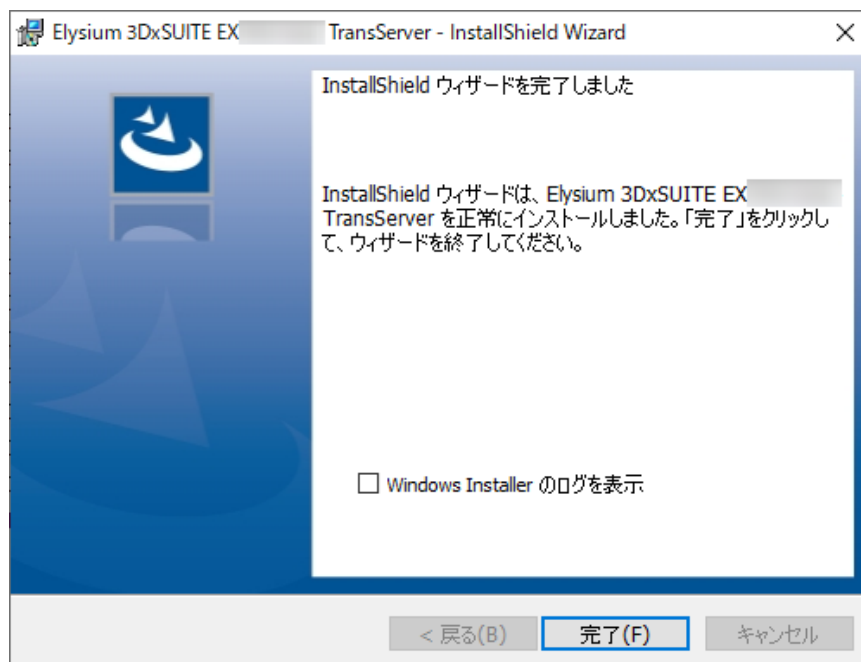 Elysium 3DxSUITE EX TransServer - InstallShield Wizard
InstallShield ウィザードを完了しました
InstallShield ウィザードは、Elysium 3DxSUITE EX
TransServer を正常にインストールしました。「完了」をクリックし
て、ウィザードを終了してください。
Windows Installer のログを表示
< 戻る(B)
完了(F)
キャンセル